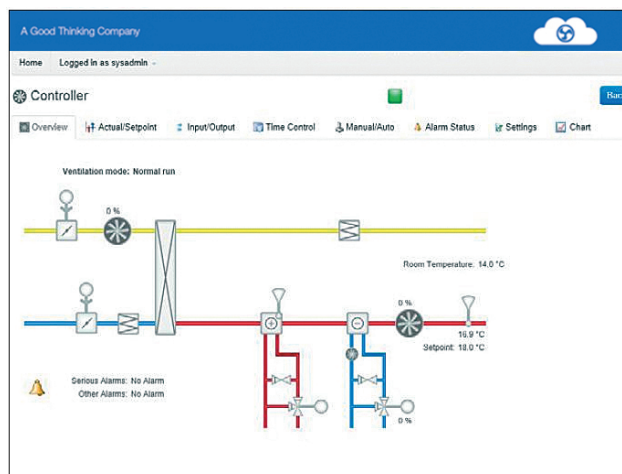 A Good Thinking Company
Home Logged in as sysadmin
Controller
Back
Overview Actual/Setpoint Input/Output Time Control Manual/Auto Alarm Status Settings Chart
Ventilation mode: Normal run
0 %
Room Temperature: 14.0 °C
0 %
16.9 °C
Setpoint: 18.0 °C
Serious Alarms: No Alarm
Other Alarms: No Alarm
0 %